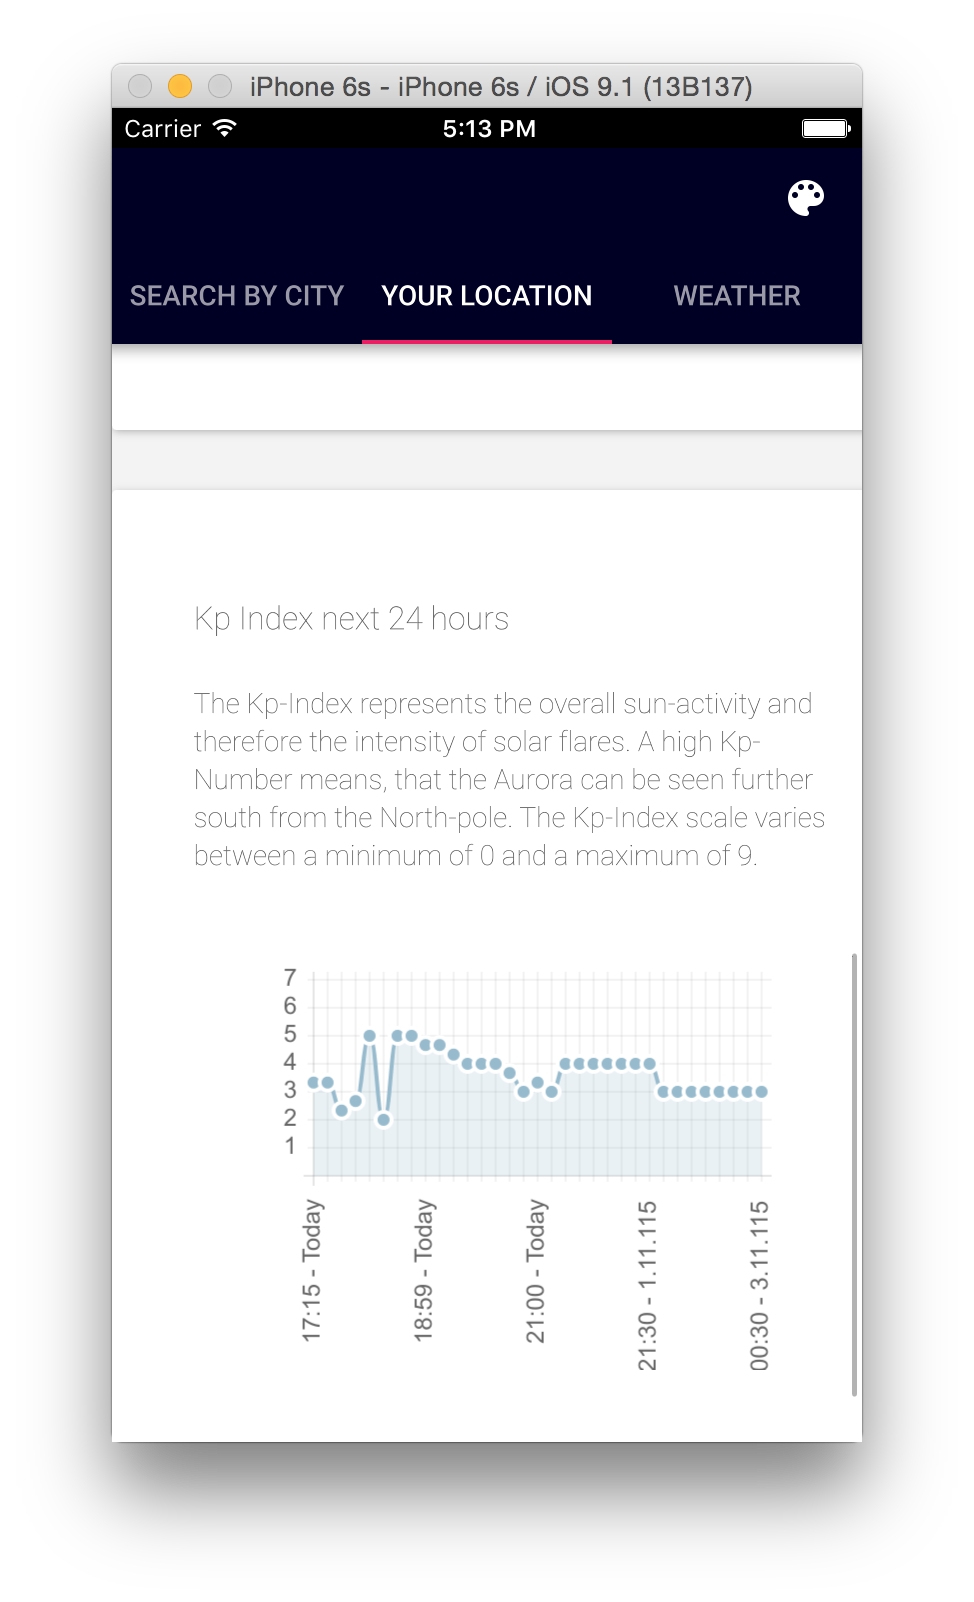 iPhone 6s - iPhone 6s / iOS 9.1 (13B137)
Carrier 5:13 PM
SEARCH BY CITY YOUR LOCATION WEATHER
Kp Index next 24 hours
The Kp-Index represents the overall sun-activity and
therefore the intensity of solar flares. A high Kp-
Number means, that the Aurora can be seen further
south from the North-pole. The Kp-Index scale varies
between a minimum of 0 and a maximum of 9.
7
6
5
4
3
2
1
17:15 - Today
18:59 - Today
21:00 - Today
21:30 - 1.11.115
00:30 - 3.11.115